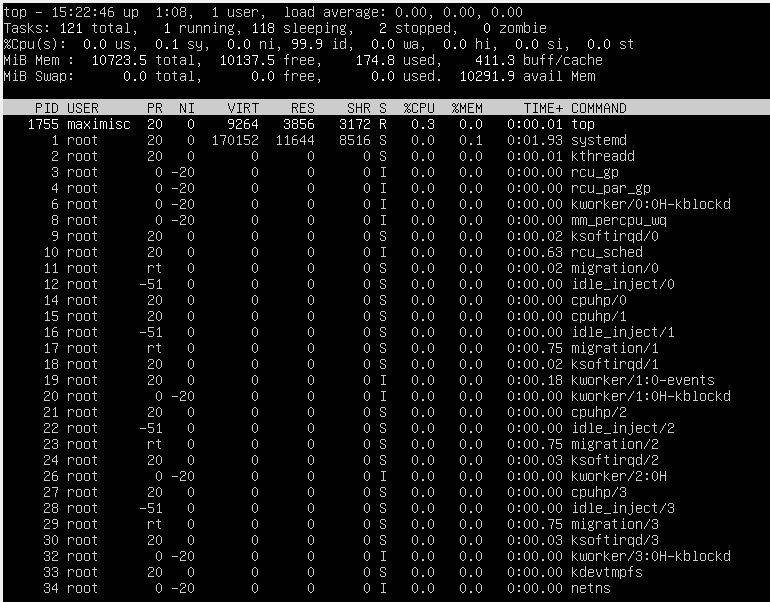 top - 15:22:46 up  1:08,  1 user,  load average: 0.00, 0.00, 0.00
Tasks: 121 total,   1 running, 118 sleeping,   2 stopped,   0 zombie
%Cpu(s):  0.0 us,  0.1 sy,  0.0 ni, 99.9 id,  0.0 wa,  0.0 hi,  0.0 si,  0.0 st
MiB Mem :  10723.5 total,  10137.5 free,    174.8 used,    411.3 buff/cache
MiB Swap:      0.0 total,      0.0 free,      0.0 used.  10291.9 avail Mem
PID USER      PR  NI    VIRT    RES    SHR S  %CPU  %MEM     TIME+ COMMAND
1755 maximisc  20   0    9264   3856   3172 R   0.3   0.0   0:00.01 top
1 root      20   0  170152  11644   8516 S   0.0   0.1   0:01.93 systemd
2 root      20   0       0      0      0 S   0.0   0.0   0:00.01 kthreadd
3 root       0 -20       0      0      0 I   0.0   0.0   0:00.00 rcu_gp
4 root       0 -20       0      0      0 I   0.0   0.0   0:00.00 rcu_par_gp
6 root       0 -20       0      0      0 I   0.0   0.0   0:00.00 kworker/0:0H-kblockd
8 root       0 -20       0      0      0 I   0.0   0.0   0:00.00 mm_percpu_wq
9 root      20   0       0      0      0 S   0.0   0.0   0:00.02 ksoftirqd/0
10 root      20   0       0      0      0 I   0.0   0.0   0:00.63 rcu_sched
11 root      rt   0       0      0      0 S   0.0   0.0   0:00.02 migration/0
12 root     -51   0       0      0      0 S   0.0   0.0   0:00.00 idle_inject/0
14 root      20   0       0      0      0 S   0.0   0.0   0:00.00 cpuhp/0
15 root      20   0       0      0      0 S   0.0   0.0   0:00.00 cpuhp/1
16 root     -51   0       0      0      0 S   0.0   0.0   0:00.00 idle_inject/1
17 root      rt   0       0      0      0 S   0.0   0.0   0:00.75 migration/1
18 root      20   0       0      0      0 S   0.0   0.0   0:00.02 ksoftirqd/1
19 root      20   0       0      0      0 I   0.0   0.0   0:00.18 kworker/1:0-events
20 root       0 -20       0      0      0 I   0.0   0.0   0:00.00 kworker/1:0H-kblockd
21 root      20   0       0      0      0 S   0.0   0.0   0:00.00 cpuhp/2
22 root     -51   0       0      0      0 S   0.0   0.0   0:00.00 idle_inject/2
23 root      rt   0       0      0      0 S   0.0   0.0   0:00.75 migration/2
24 root      20   0       0      0      0 S   0.0   0.0   0:00.03 ksoftirqd/2
26 root       0 -20       0      0      0 I   0.0   0.0   0:00.00 kworker/2:0H
27 root      20   0       0      0      0 S   0.0   0.0   0:00.00 cpuhp/3
28 root     -51   0       0      0      0 S   0.0   0.0   0:00.00 idle_inject/3
29 root      rt   0       0      0      0 S   0.0   0.0   0:00.75 migration/3
30 root      20   0       0      0      0 S   0.0   0.0   0:00.03 ksoftirqd/3
32 root       0 -20       0      0      0 I   0.0   0.0   0:00.00 kworker/3:0H-kblockd
33 root      20   0       0      0      0 S   0.0   0.0   0:00.00 kdevtmpfs
34 root       0 -20       0      0      0 I   0.0   0.0   0:00.00 netns